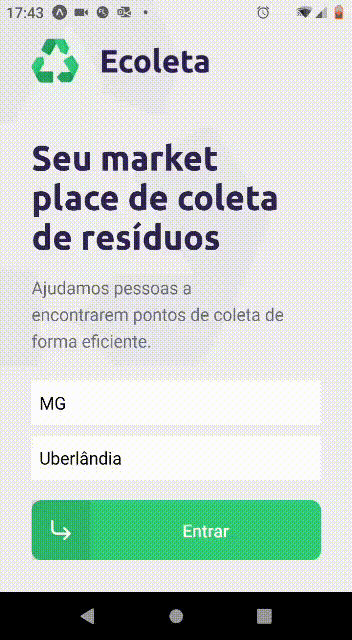 17:43
Ecoleta
Seu market
place de coleta
de resíduos
Ajudamos pessoas a
encontrarem pontos de coleta de
forma eficiente.
MG
Uberlândia
Entrar